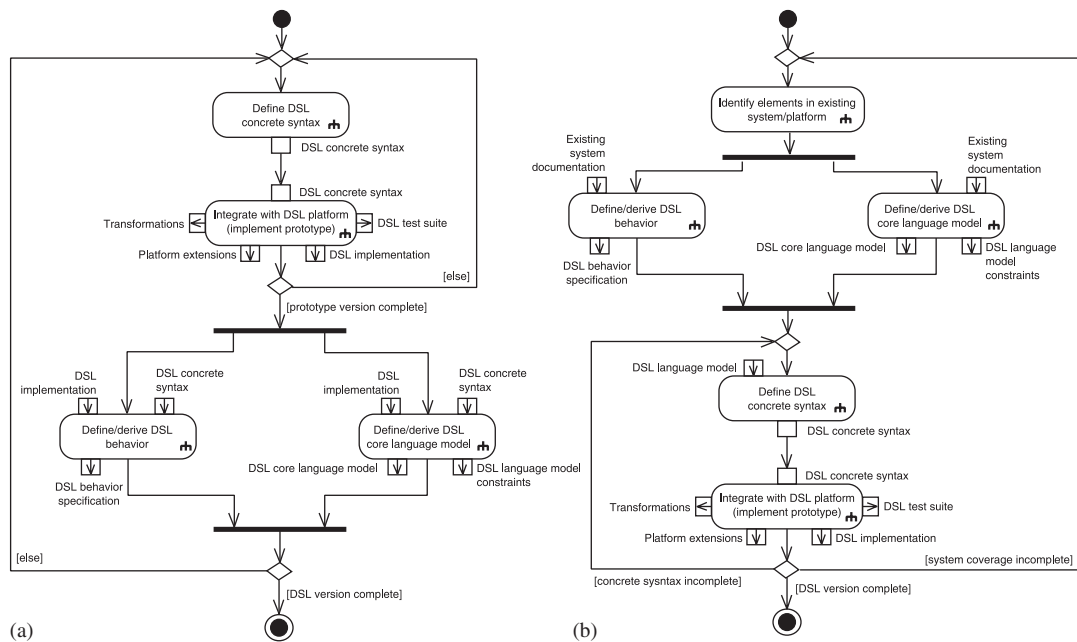 Define DSL
concrete syntax
DSL concrete syntax
DSL concrete syntax
Integrate with DSL platform
(implement prototype)
Transformations
DSL test suite
Platform extensions
DSL implementation
[else]
[prototype version complete]
DSL
implementation
DSL concrete
syntax
Define/derive DSL
behavior
DSL behavior
specification
DSL
implementation
DSL concrete
syntax
Define/derive DSL
core language model
DSL core language model
DSL language model
constraints
[else]
[DSL version complete]
(a)
Identify elements in existing
system/platform
Existing
system
documentation
Define/derive DSL
behavior
DSL behavior
specification
Existing
system
documentation
Define/derive DSL
core language model
DSL core language model
DSL language
model
constraints
DSL language model
Define DSL
concrete syntax
DSL concrete syntax
DSL concrete syntax
Integrate with DSL platform
(implement prototype)
Transformations
DSL test suite
Platform extensions
DSL implementation
[system coverage incomplete]
[concrete sysntax incomplete]
[DSL version complete]
(b)